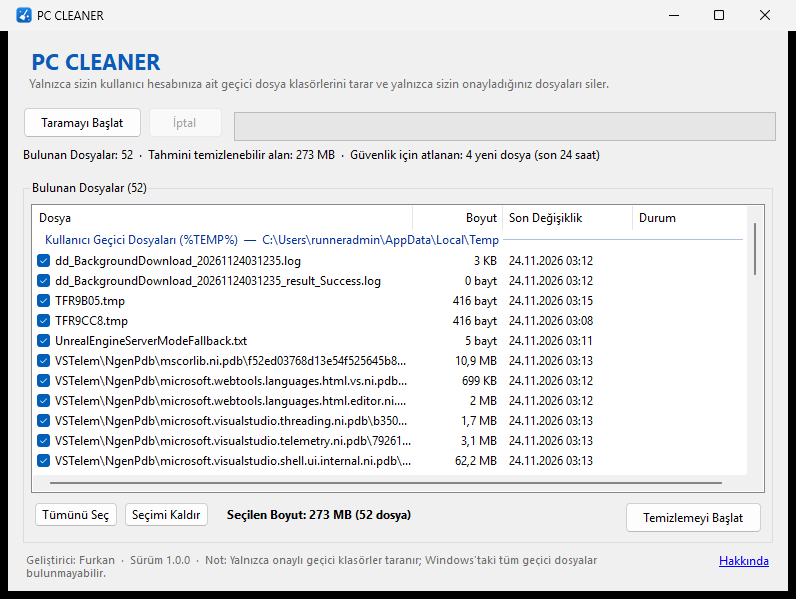 PC CLEANER
PC CLEANER
Yalnızca sizin kullanıcı hesabınıza ait geçici dosya klasörlerini tarar ve yalnızca sizin onayladığınız dosyaları siler.
Taramayı Başlat İptal
Bulunan Dosyalar: 52 · Tahmini temizlenebilir alan: 273 MB · Güvenlik için atlanan: 4 yeni dosya (son 24 saat)
Bulunan Dosyalar (52)
Dosya Boyut Son Değişiklik Durum
Kullanıcı Geçici Dosyaları (%TEMP%) — C:\Users\runneradmin\AppData\Local\Temp
dd_BackgroundDownload_20261124031235.log 3 KB 24.11.2026 03:12
dd_BackgroundDownload_20261124031235_result_Success.log 0 bayt 24.11.2026 03:12
TFR9B05.tmp 416 bayt 24.11.2026 03:15
TFR9CC8.tmp 416 bayt 24.11.2026 03:08
UnrealEngineServerModeFallback.txt 5 bayt 24.11.2026 03:11
VSTelem\NgenPdb\mscorlib.ni.pdb\f52ed03768d13e54f525645b8... 10,9 MB 24.11.2026 03:13
VSTelem\NgenPdb\microsoft.webtools.languages.html.vs.ni.pdb... 699 KB 24.11.2026 03:12
VSTelem\NgenPdb\microsoft.webtools.languages.html.editor.ni.... 2 MB 24.11.2026 03:12
VSTelem\NgenPdb\microsoft.visualstudio.threading.ni.pdb\b350... 1,7 MB 24.11.2026 03:13
VSTelem\NgenPdb\microsoft.visualstudio.telemetry.ni.pdb\79261... 3,1 MB 24.11.2026 03:13
VSTelem\NgenPdb\microsoft.visualstudio.shell.ui.internal.ni.pdb\... 62,2 MB 24.11.2026 03:13
Tümünü Seç Seçimi Kaldır Seçilen Boyut: 273 MB (52 dosya) Temizlemeyi Başlat
Geliştirici: Furkan · Sürüm 1.0.0 · Not: Yalnızca onaylı geçici klasörler taranır; Windows'taki tüm geçici dosyalar
bulunmayabilir.
Hakkında